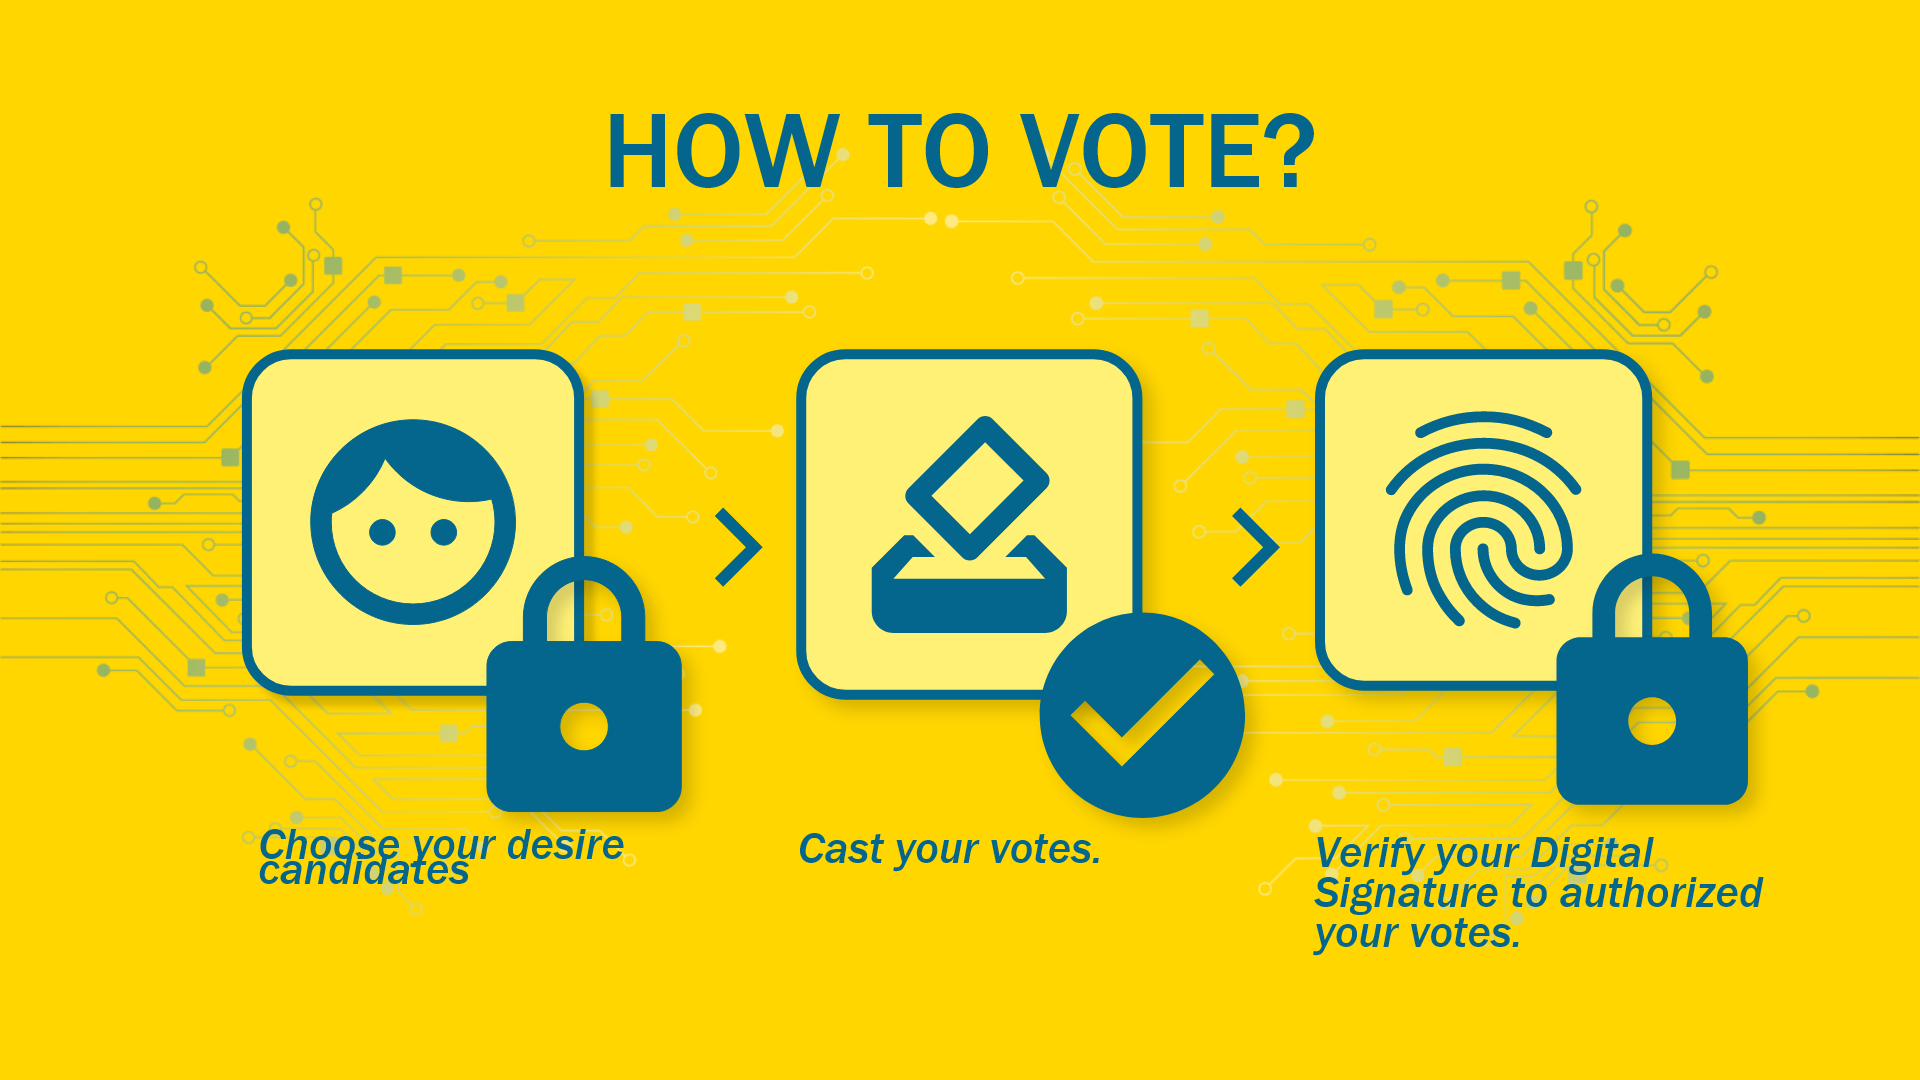 HOW TO VOTE?
Choose your desire
candidates
Cast your votes.
Verify your Digital
Signature to authorized
your votes.